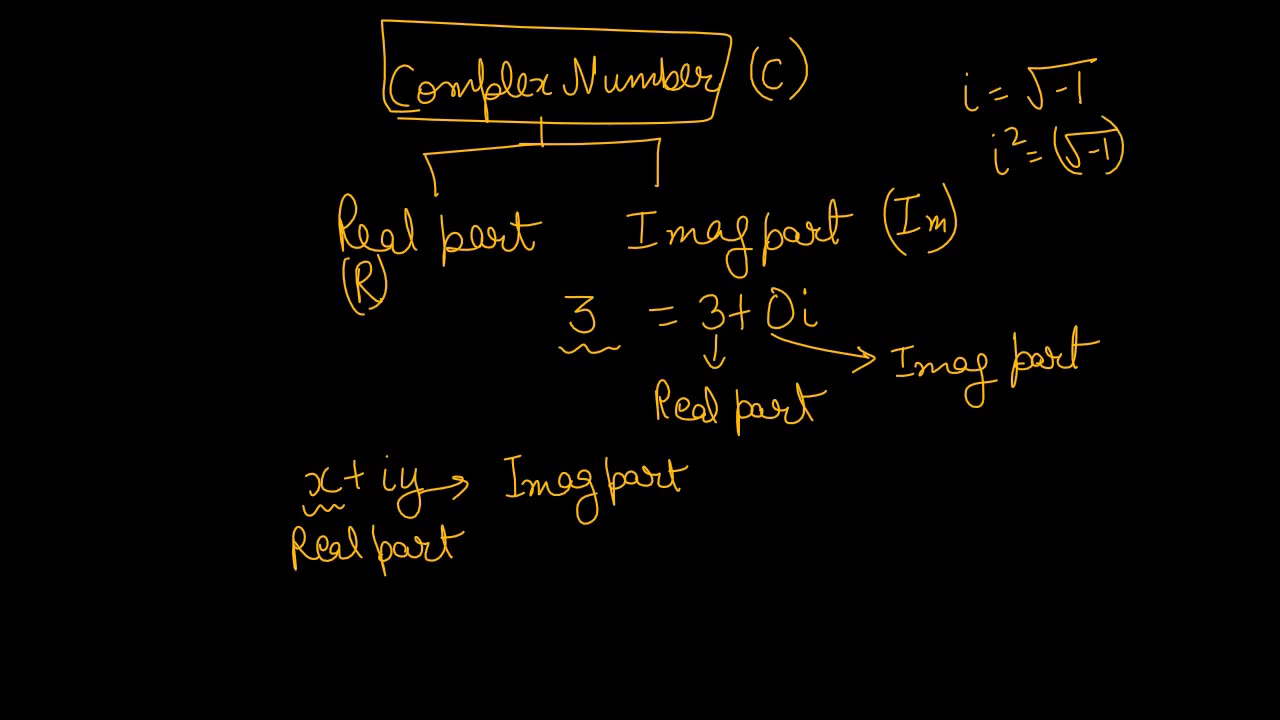 Complex Number (C)
i = √-1
i² = (√-1)
Real part Imag part (Im)
(R)
3 = 3 + 0i
Imag part
Real part
x + iy → Imag part
Real part